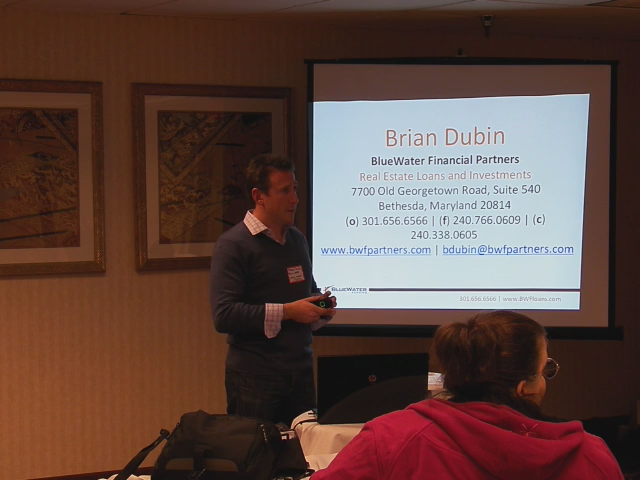 Brian Dubin
BlueWater Financial Partners
Real Estate Loans and Investments
7700 Old Georgetown Road, Suite 540
Bethesda, Maryland 20814
(o) 301.656.6566 | (f) 240.766.0609 | (c)
240.338.0605
www.bwfpartners.com | bdubin@bwfpartners.com
BLUEWATER
301.656.6566 | www.BWFloans.com